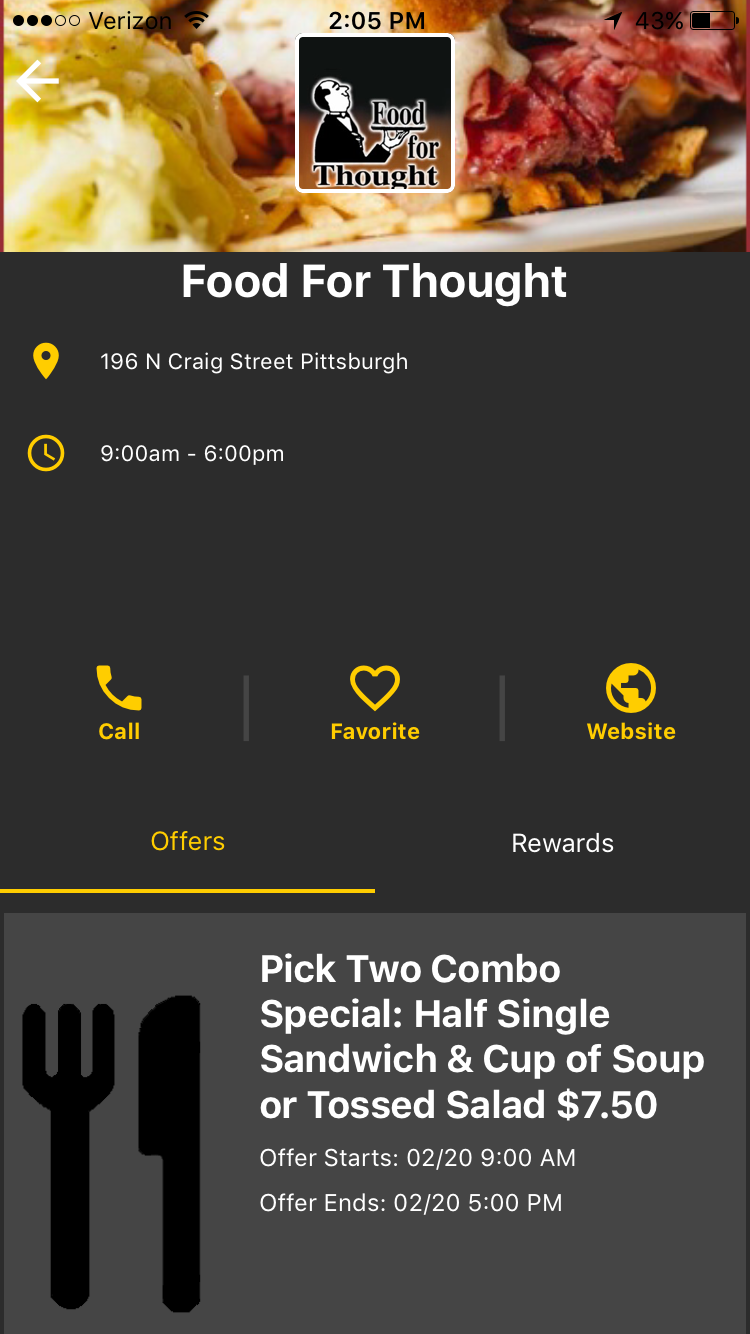 Verizon 2:05 PM 43%
Food
for
Thought
Food For Thought
196 N Craig Street Pittsburgh
9:00am - 6:00pm
Call Favorite Website
Offers Rewards
Pick Two Combo
Special: Half Single
Sandwich & Cup of Soup
or Tossed Salad $7.50
Offer Starts: 02/20 9:00 AM
Offer Ends: 02/20 5:00 PM